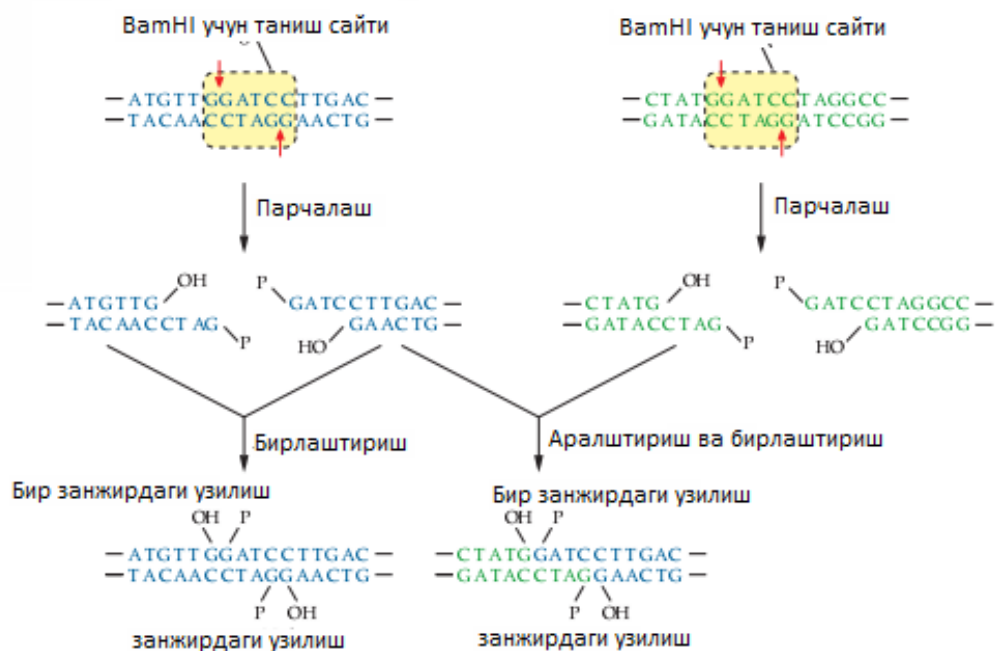 BamHI учун таниш сайти
BamHI учун таниш сайти
— ATGTTGGATCCTTGAC —
— TACAACCTAGGAACTG —
— CTATGGATCCTAGGCC —
— GATACCTAGGATCCGG —
Парчалаш
Парчалаш
OH
P
— ATGTTG
— TACAACCTAG
P
GATCCTTGAC —
GAACTG —
HO
OH
P
— CTATG
— GATACCTAG
P
GATCCTAGGCC —
GATCCGG —
HO
Бирлаштириш
Аралштириш ва бирлаштириш
Бир занжирдаги узилиш
Бир занжирдаги узилиш
OH P
OH P
— ATGTTGGATCCTTGAC —
— TACAACCTAGGAACTG —
— CTATGGATCCTTGAC —
— GATACCTAGGAACTG —
P OH
P OH
занжирдаги узилиш
занжирдаги узилиш